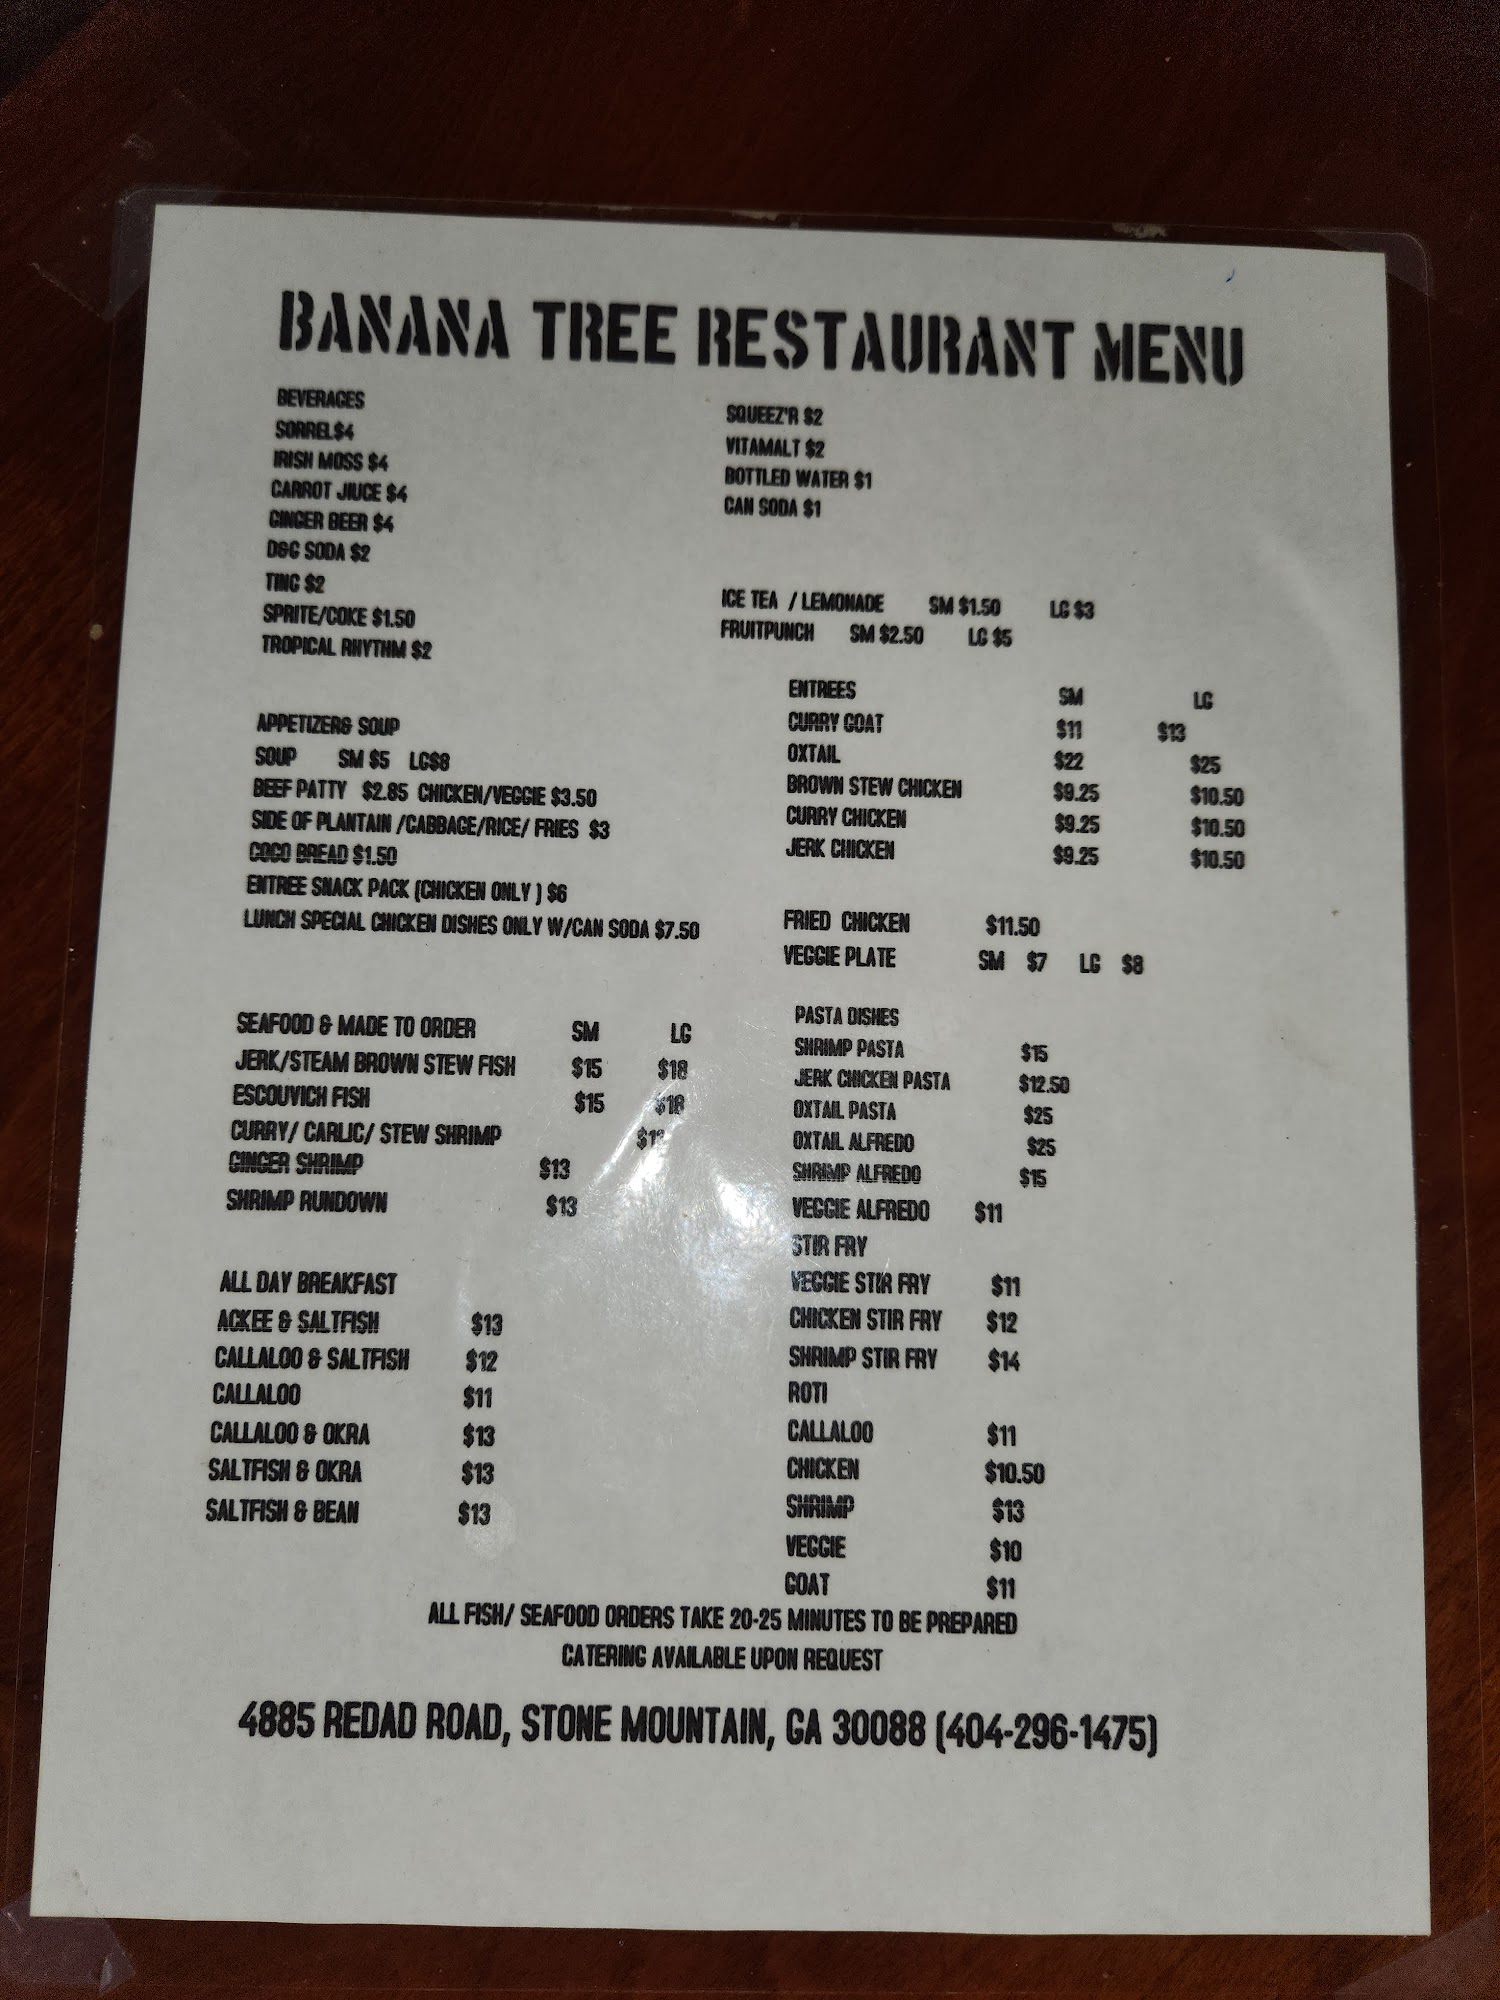 BANANA TREE RESTAURANT MENU
BEVERAGES
SORREL$4
IRISH MOSS $4
CARROT JIUCE $4
GINGER BEER $4
D&G SODA $2
TING $2
SPRITE/COKE $1.50
TROPICAL RHYTHM $2
SQUEEZ'R $2
VITAMALT $2
BOTTLED WATER $1
CAN SODA $1
ICE TEA / LEMONADE SM $1.50 LG $3
FRUITPUNCH SM $2.50 LG $5
APPETIZER& SOUP
SOUP SM $5 LG$8
BEEF PATTY $2.85 CHICKEN/VEGGIE $3.50
SIDE OF PLANTAIN /CABBAGE/RICE/ FRIES $3
COCO BREAD $1.50
ENTREE SNACK PACK (CHICKEN ONLY ) $6
LUNCH SPECIAL CHICKEN DISHES ONLY W/CAN SODA $7.50
ENTREES SM LG
CURRY GOAT $11 $13
OXTAIL $22 $25
BROWN STEW CHICKEN $9.25 $10.50
CURRY CHICKEN $9.25 $10.50
JERK CHICKEN $9.25 $10.50
FRIED CHICKEN $11.50
VEGGIE PLATE SM $7 LG $8
SEAFOOD & MADE TO ORDER SM LG
JERK/STEAM BROWN STEW FISH $15 $18
ESCOUVICH FISH $15 $18
CURRY/ GARLIC/ STEW SHRIMP
GINGER SHRIMP $13
SHRIMP RUNDOWN $13
PASTA DISHES
SHRIMP PASTA $15
JERK CHICKEN PASTA $12.50
OXTAIL PASTA $25
OXTAIL ALFREDO $25
SHRIMP ALFREDO $15
VEGGIE ALFREDO $11
STIR FRY
VEGGIE STIR FRY $11
CHICKEN STIR FRY $12
SHRIMP STIR FRY $14
ROTI
CALLALOO $11
CHICKEN $10.50
SHRIMP $13
VEGGIE $10
GOAT $11
ALL DAY BREAKFAST
ACKEE & SALTFISH $13
CALLALOO & SALTFISH $12
CALLALOO $11
CALLALOO & OKRA $13
SALTFISH & OKRA $13
SALTFISH & BEAN $13
ALL FISH/ SEAFOOD ORDERS TAKE 20-25 MINUTES TO BE PREPARED
CATERING AVAILABLE UPON REQUEST
4885 REDAD ROAD, STONE MOUNTAIN, GA 30088 (404-296-1475)